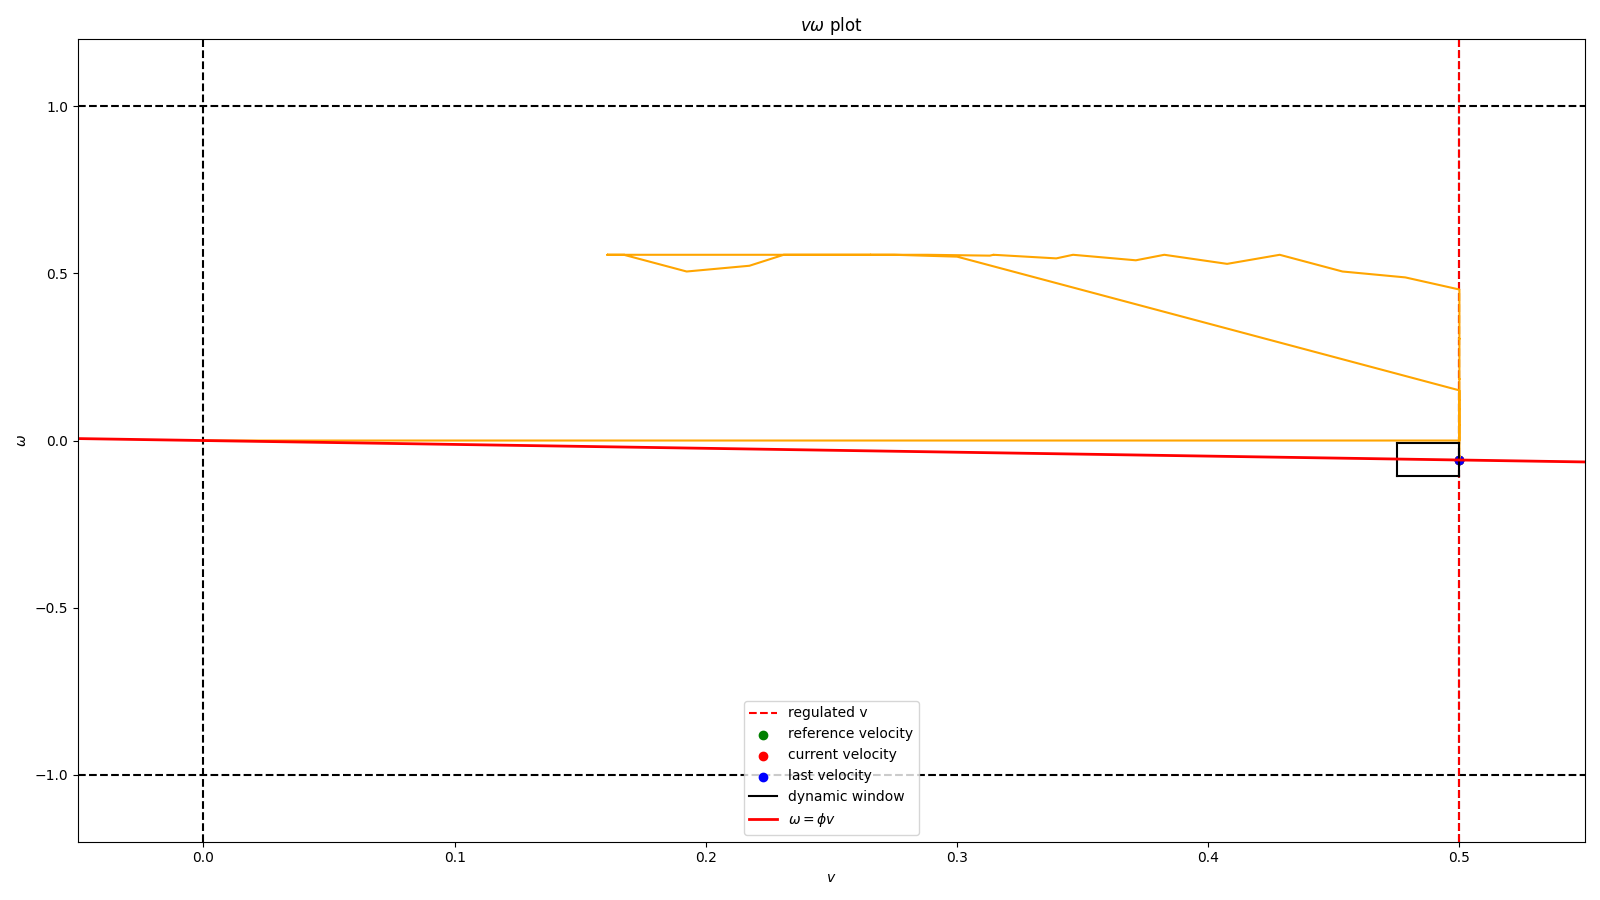 vω plot
1.0
0.5
0.0
−0.5
−1.0
ω
regulated v
reference velocity
current velocity
last velocity
dynamic window
ω = ϕv
0.0 0.1 0.2 0.3 0.4 0.5
v